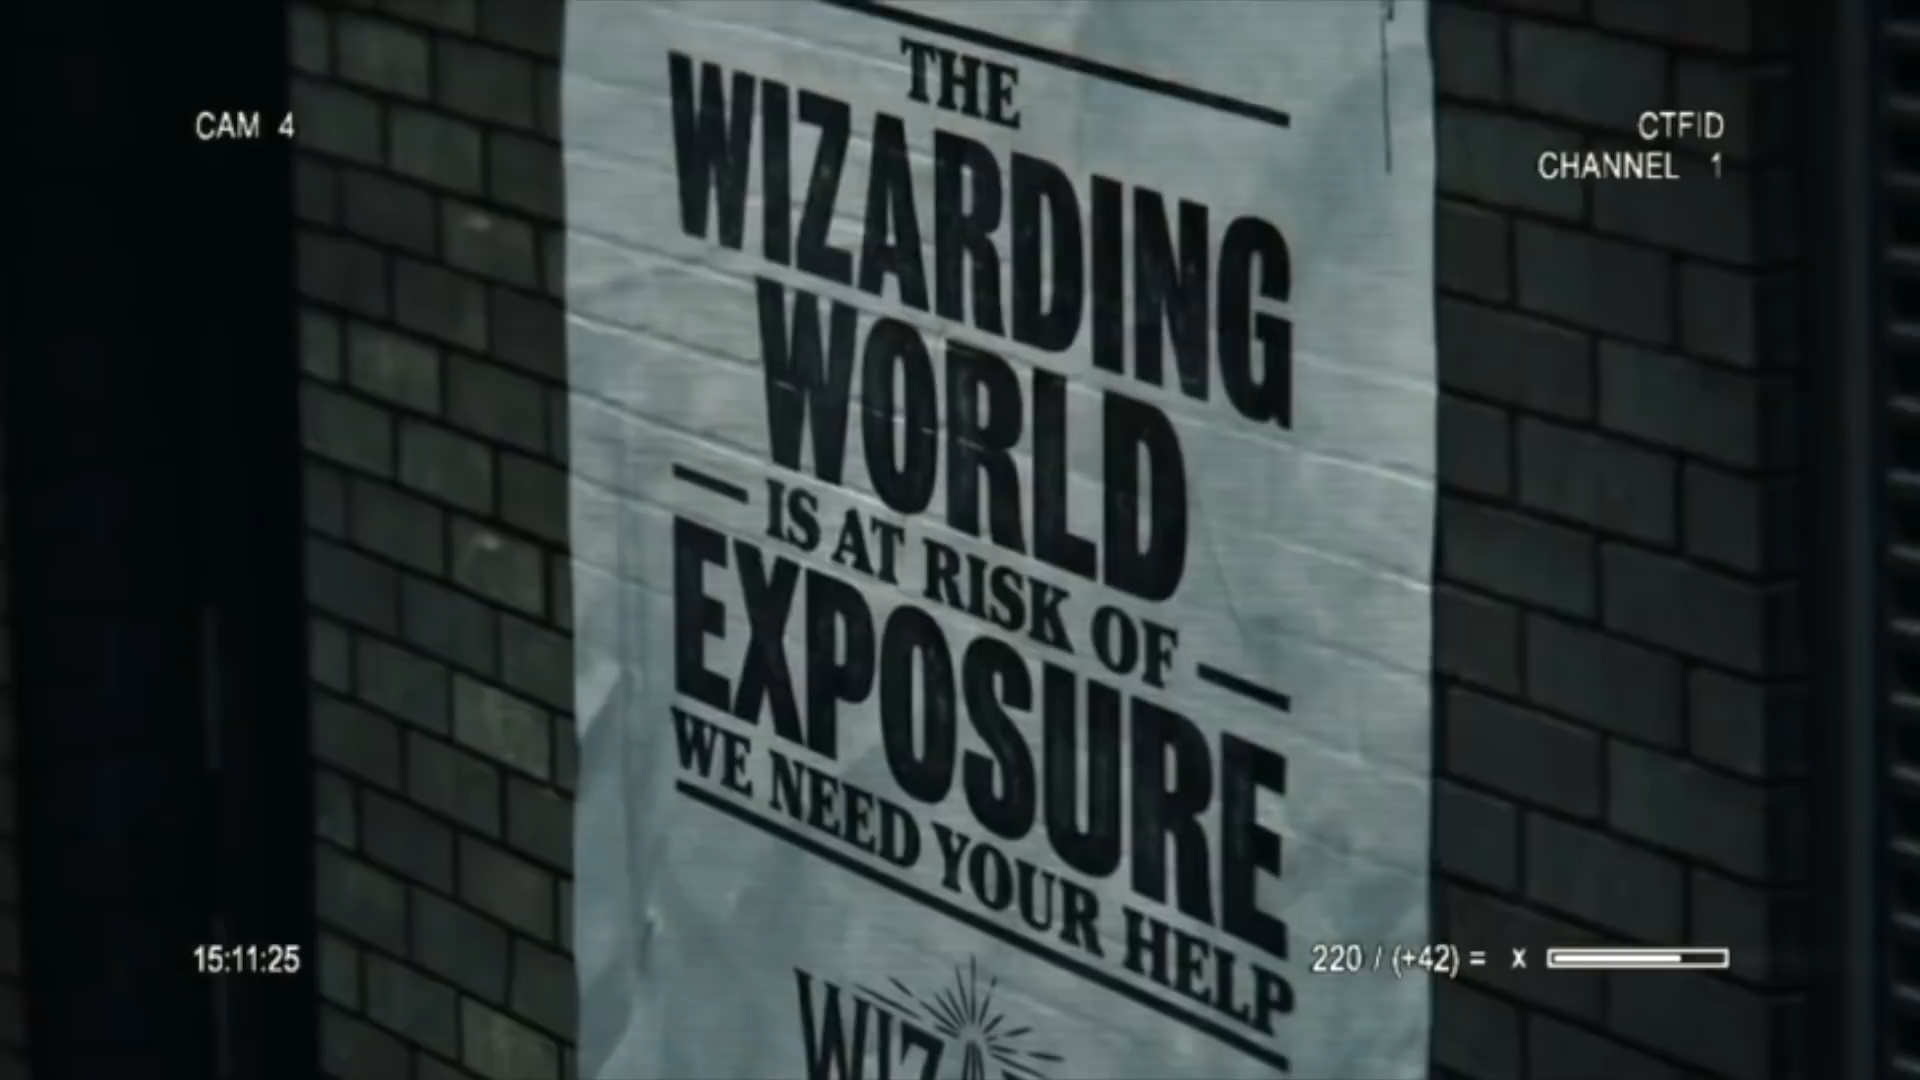 CAM 4
CTFID
CHANNEL 1
THE
WIZARDING
WORLD
IS AT RISK OF
EXPOSURE
WE NEED YOUR HELP
15:11:25
220 / (+42) = x